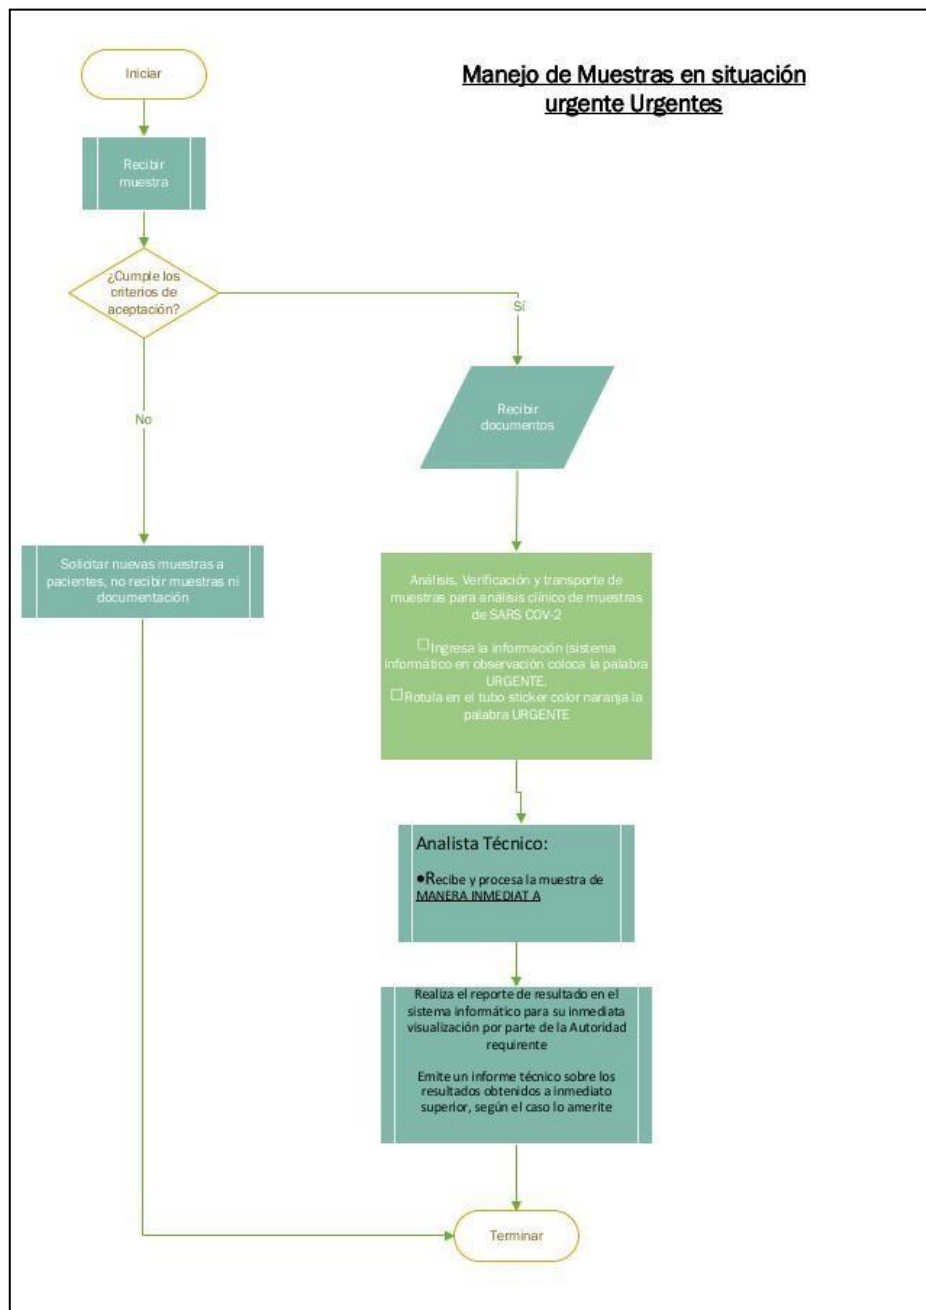 Manejo de Muestras en situación
urgente Urgentes
Iniciar
Recibir
muestra
¿Cumple los
criterios de
aceptación?
Sí
No
Recibir
documentos
Solicitar nuevas muestras a
pacientes, no recibir muestras ni
documentación
Análisis. Verificación y transporte de
muestras para análisis clínico de muestras
de SARS COV-2
☐Ingresa la información (sistema
informático en observación coloca la palabra
URGENTE.
☐Rotula en el tubo sticker color naranja la
palabra URGENTE
Analista Técnico:
●Recibe y procesa la muestra de
MANERA INMEDIAT A
Realiza el reporte de resultado en el
sistema informático para su inmediata
visualización por parte de la Autoridad
requirente
Emite un informe técnico sobre los
resultados obtenidos a inmediato
superior, según el caso lo amerite
Terminar